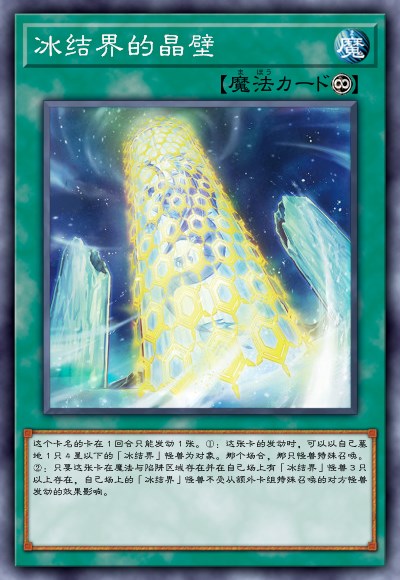 冰结界的晶壁
魔
【魔法カード】
まほう
这个卡名的卡在1回合只能发动1张。①：这张卡的发动时，可以以自己墓
地1只4星以下的「冰结界」怪兽为对象。那个场合，那只怪兽特殊召唤。
②：只要这张卡在魔法与陷阱区域存在并在自己场上有「冰结界」怪兽3只
以上存在，自己场上的「冰结界」怪兽不受从额外卡组特殊召唤的对方怪兽
发动的效果影响。